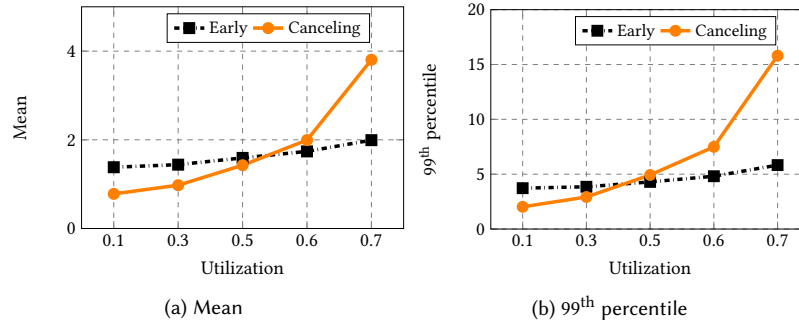 Early Canceling
4
2
0
Mean
0.1 0.3 0.5 0.6 0.7
Utilization
(a) Mean
Early Canceling
20
15
10
5
0
99th percentile
0.1 0.3 0.5 0.6 0.7
Utilization
(b) 99th percentile